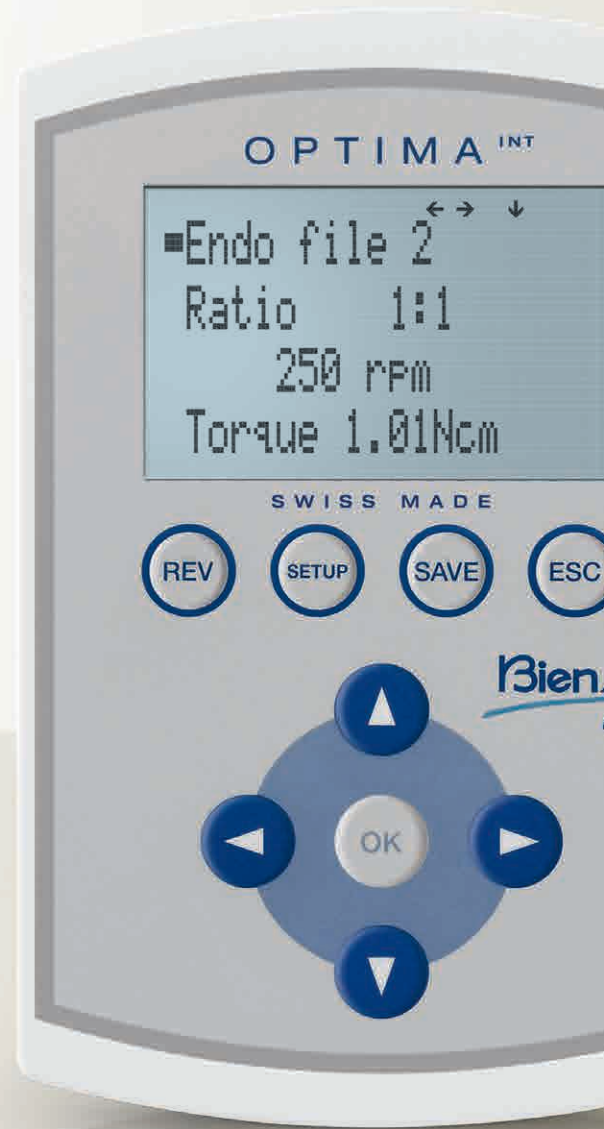 OPTIMA INT
← → ↓
Endo file 2
Ratio 1:1
250 rpm
Torque 1.01Ncm
SWISS MADE
REV SETUP SAVE ESC
Bien
OK